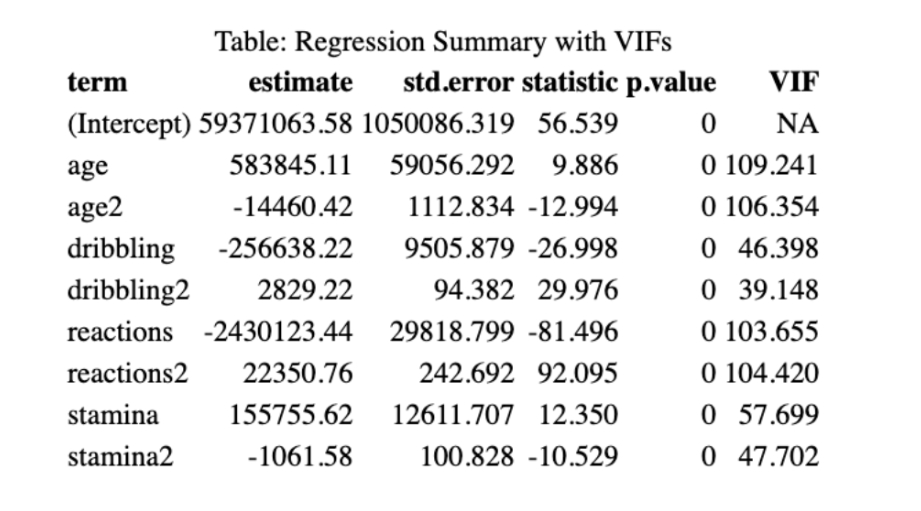 Table: Regression Summary with VIFs
term estimate std.error statistic p.value VIF
(Intercept) 59371063.58 1050086.319 56.539 0 NA
age 583845.11 59056.292 9.886 0 109.241
age2 -14460.42 1112.834 -12.994 0 106.354
dribbling -256638.22 9505.879 -26.998 0 46.398
dribbling2 2829.22 94.382 29.976 0 39.148
reactions -2430123.44 29818.799 -81.496 0 103.655
reactions2 22350.76 242.692 92.095 0 104.420
stamina 155755.62 12611.707 12.350 0 57.699
stamina2 -1061.58 100.828 -10.529 0 47.702